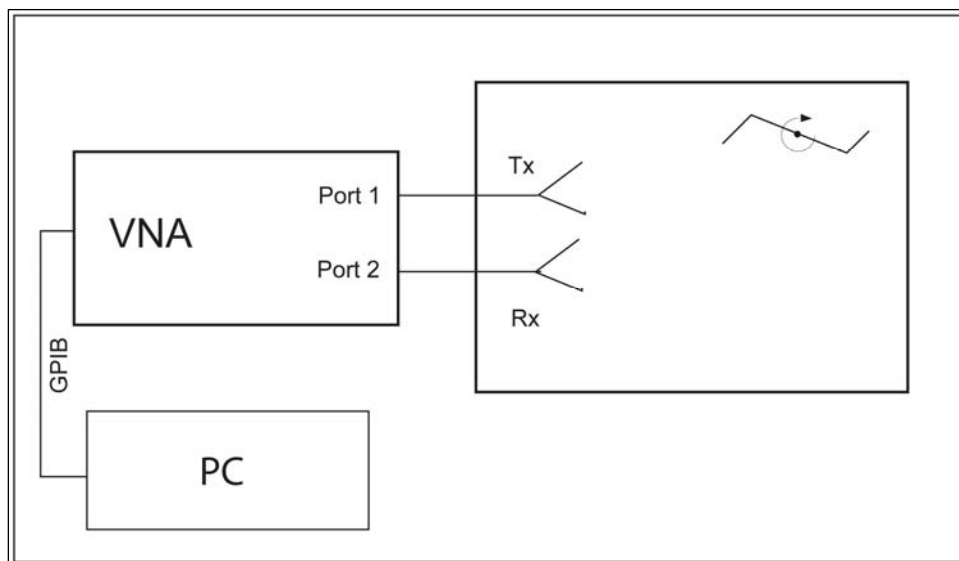 Tx
Port 1
VNA
Port 2
Rx
GPIB
PC